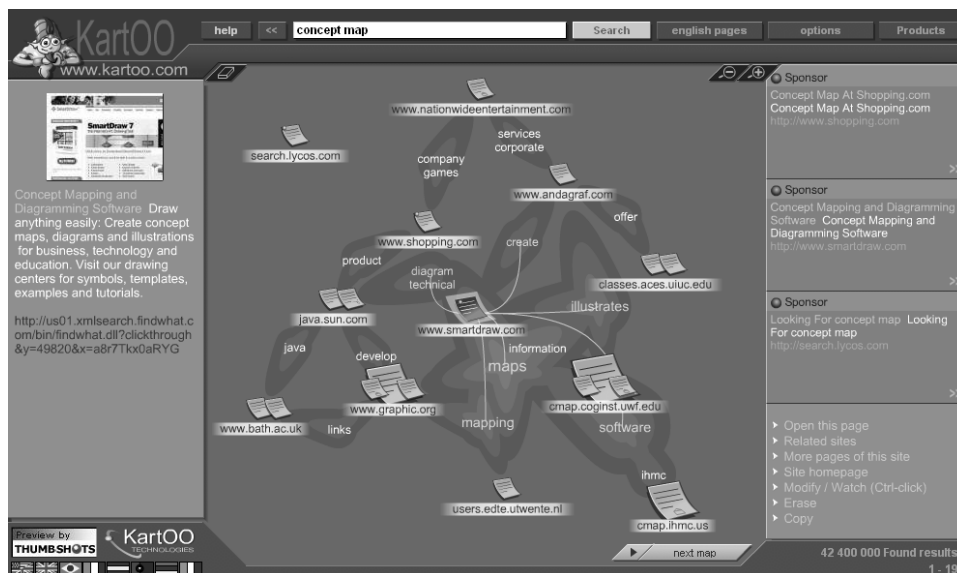 KartOO
www.kartoo.com
help
<<
concept map
Search
english pages
options
Products
SmartDraw 7
Concept Mapping and
Diagramming Software Draw
anything easily: Create concept
maps, diagrams and illustrations
for business, technology and
education. Visit our drawing
centers for symbols, templates,
examples and tutorials.
http://us01.xmlsearch.findwhat.c
om/bin/findwhat.dll?clickthrough
&y=49820&x=a8r7Tkx0aRYG
Preview by
THUMBSHOTS
KartOO
TECHNOLOGIES
www.nationwideentertainment.com
services
corporate
search.lycos.com
company
games
www.andagraf.com
offer
www.shopping.com
create
product
diagram
technical
classes.aces.uiuc.edu
java.sun.com
illustrates
www.smartdraw.com
java
develop
information
maps
www.graphic.org
cmap.coginst.uwf.edu
www.bath.ac.uk
links
mapping
software
ihmc
users.edte.utwente.nl
cmap.ihmc.us
next map
Sponsor
Concept Map At Shopping.com
Concept Map At Shopping.com
http://www.shopping.com
>>
Sponsor
Concept Mapping and Diagramming
Software Concept Mapping and
Diagramming Software
http://www.smartdraw.com
>>
Sponsor
Looking For concept map Looking
For concept map
http://search.lycos.com
>>
Open this page
Related sites
More pages of this site
Site homepage
Modify / Watch (Ctrl-click)
Erase
Copy
42 400 000 Found results
1 - 19